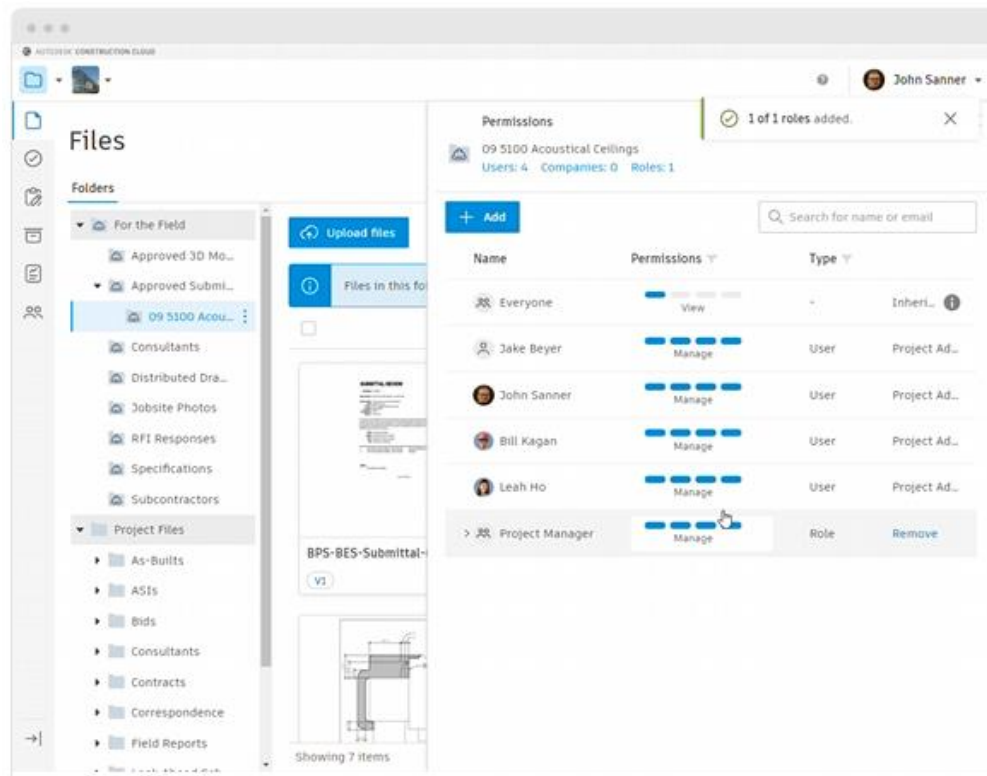 AUTODESK CONSTRUCTION CLOUD
John Sanner
1 of 1 roles added.
Files
Folders
For the Field
Approved 3D Mo...
Approved Submi...
09 5100 Acou...
Consultants
Distributed Dra...
Jobsite Photos
RFI Responses
Specifications
Subcontractors
Project Files
As-Builts
ASIs
Bids
Consultants
Contracts
Correspondence
Field Reports
Upload files
Files in this fo
SUBMITTAL REVIEW
BPS-BES-Submittal-
V1
Showing 7 items
Permissions
09 5100 Acoustical Ceilings
Users: 4 Companies: 0 Roles: 1
+ Add
Search for name or email
Name Permissions Type
Everyone View - Inheri...
Jake Beyer Manage User Project Ad...
John Sanner Manage User Project Ad...
Bill Kagan Manage User Project Ad...
Leah Ho Manage User Project Ad...
Project Manager Manage Role Remove